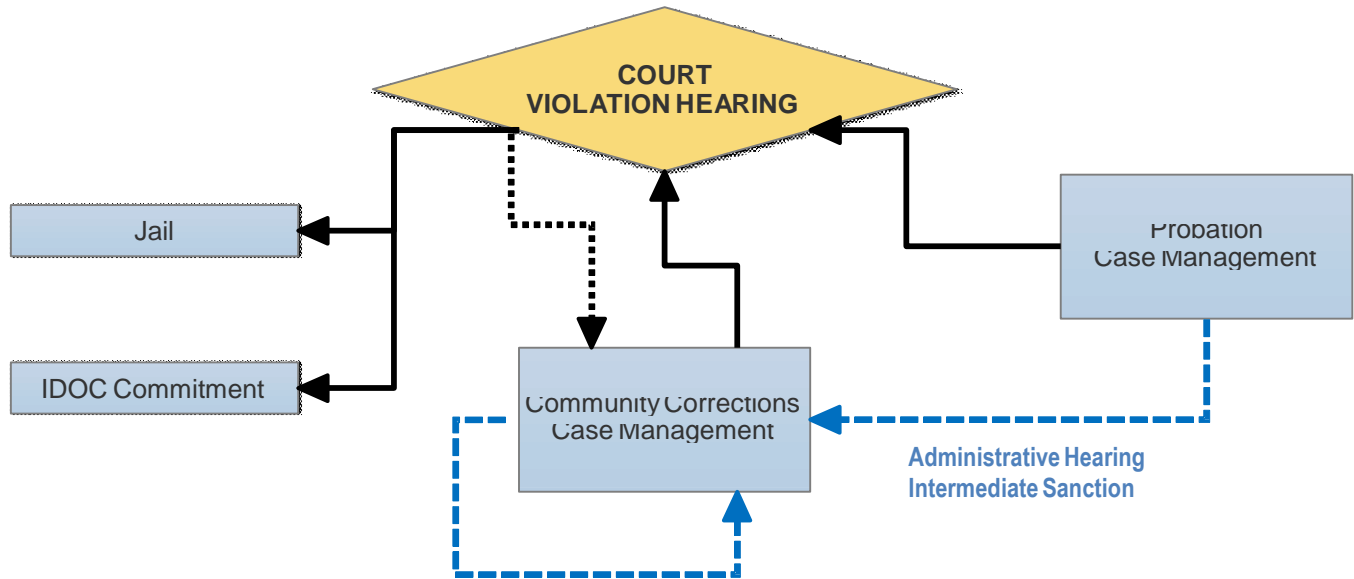 COURT
VIOLATION HEARING
Jail
Probation
Case Management
IDOC Commitment
Community Corrections
Case Management
Administrative Hearing
Intermediate Sanction